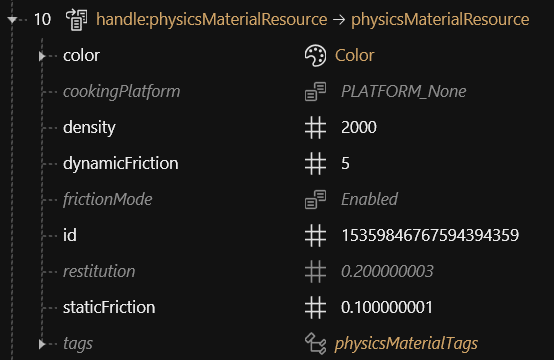 10 handle:physicsMaterialResource → physicsMaterialResource
color Color
cookingPlatform PLATFORM_None
density 2000
dynamicFriction 5
frictionMode Enabled
id 15359846767594394359
restitution 0.200000003
staticFriction 0.100000001
tags physicsMaterialTags